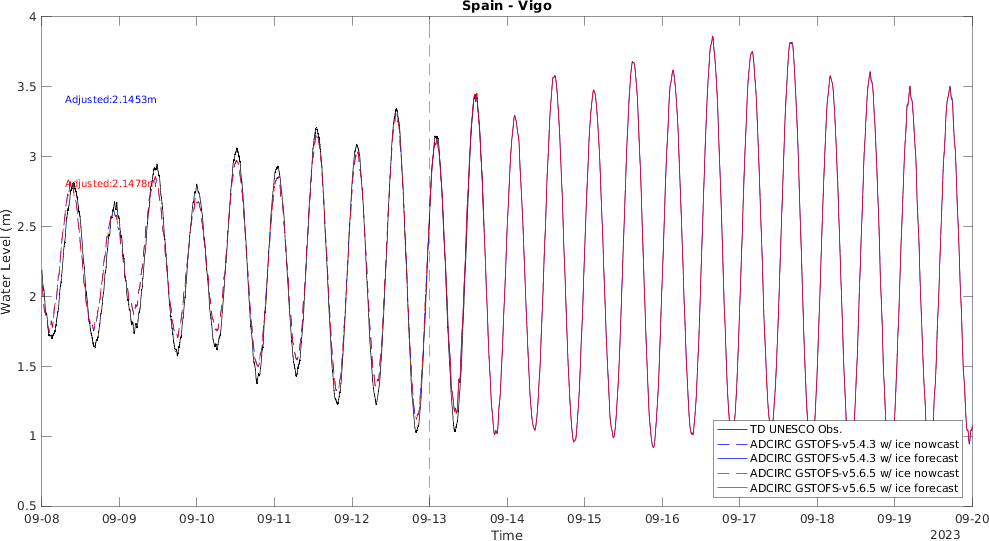 Spain - Vigo
4
3.5
3
2.5
2
1.5
1
0.5
Water Level (m)
Adjusted:2.1453m
Adjusted:2.1478m
TD UNESCO Obs.
ADCIRC GSTOFS-v5.4.3 w/ ice nowcast
ADCIRC GSTOFS-v5.4.3 w/ ice forecast
ADCIRC GSTOFS-v5.6.5 w/ ice nowcast
ADCIRC GSTOFS-v5.6.5 w/ ice forecast
09-08 09-09 09-10 09-11 09-12 09-13 09-14 09-15 09-16 09-17 09-18 09-19 09-20
Time
2023